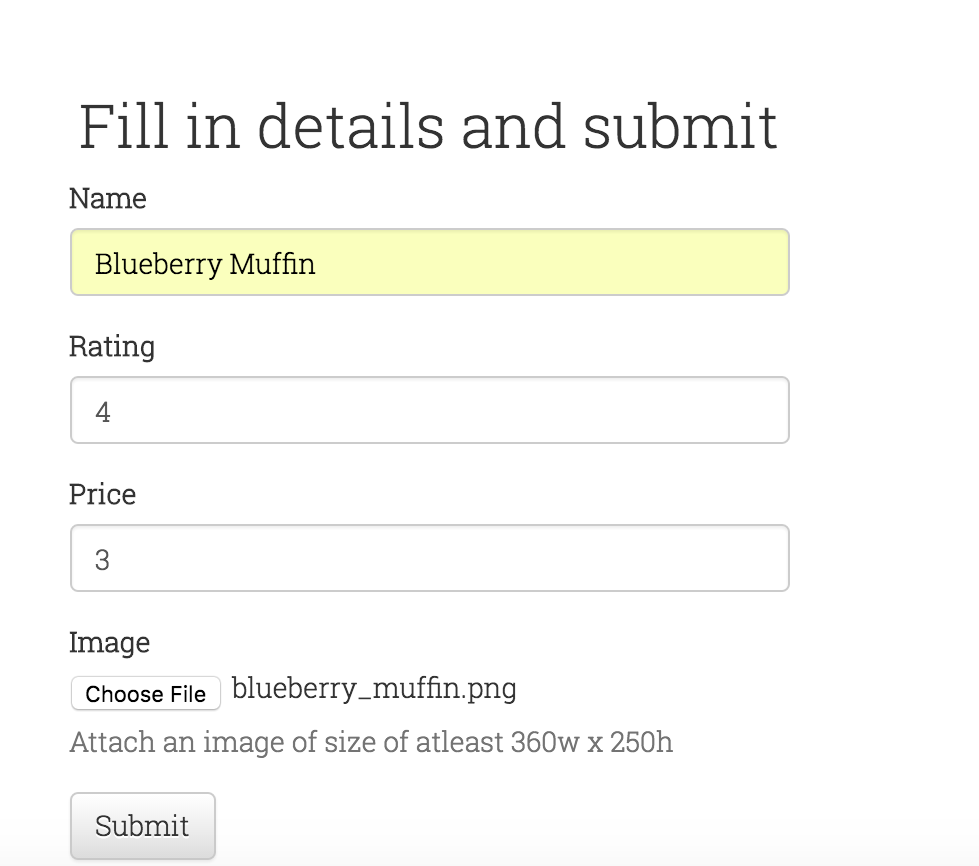 Fill in details and submit
Name
Blueberry Muffin
Rating
4
Price
3
Image
Choose File blueberry_muffin.png
Attach an image of size of atleast 360w x 250h
Submit